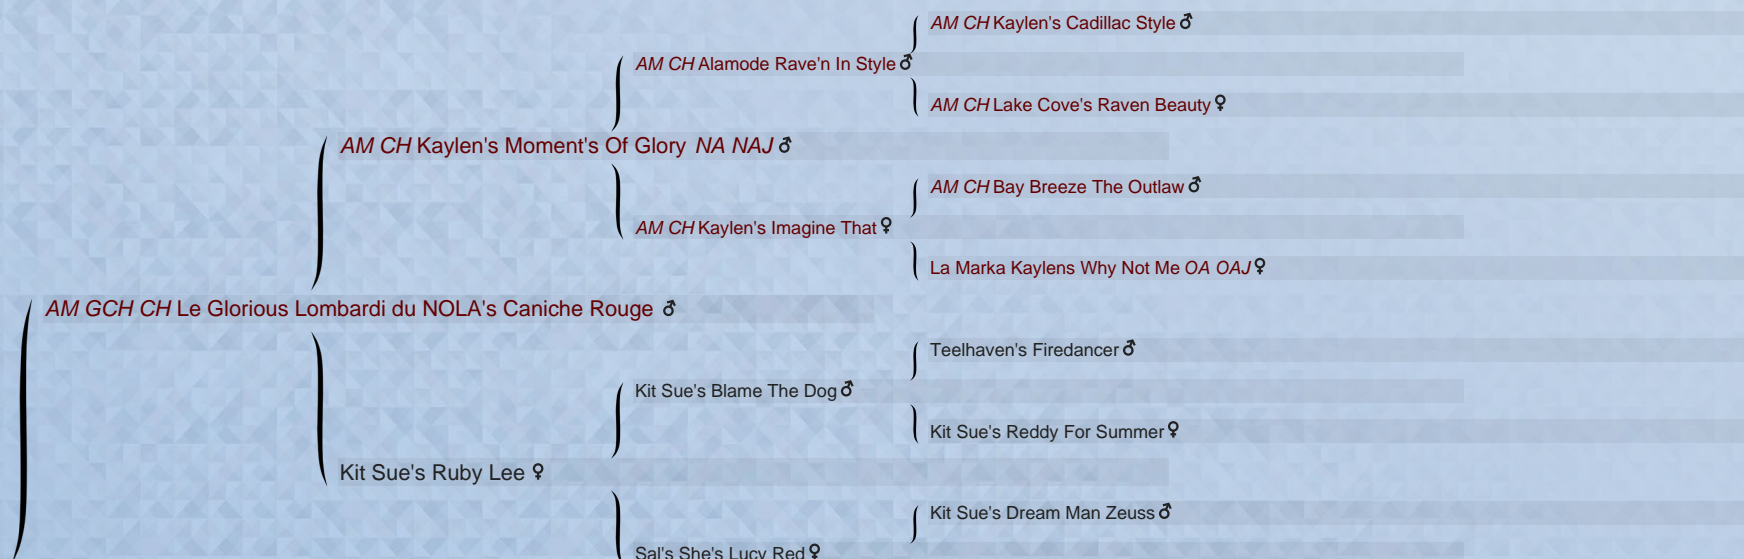 AM CH Kaylen's Cadillac Style ♂
AM CH Alamode Rave'n In Style ♂
AM CH Lake Cove's Raven Beauty ♀
AM CH Kaylen's Moment's Of Glory NA NAJ ♂
AM CH Bay Breeze The Outlaw ♂
AM CH Kaylen's Imagine That ♀
La Marka Kaylens Why Not Me OA OAJ ♀
AM GCH CH Le Glorious Lombardi du NOLA's Caniche Rouge ♂
Teelhaven's Firedancer ♂
Kit Sue's Blame The Dog ♂
Kit Sue's Reddy For Summer ♀
Kit Sue's Ruby Lee ♀
Kit Sue's Dream Man Zeuss ♂
Sal's She's Lucy Red ♀